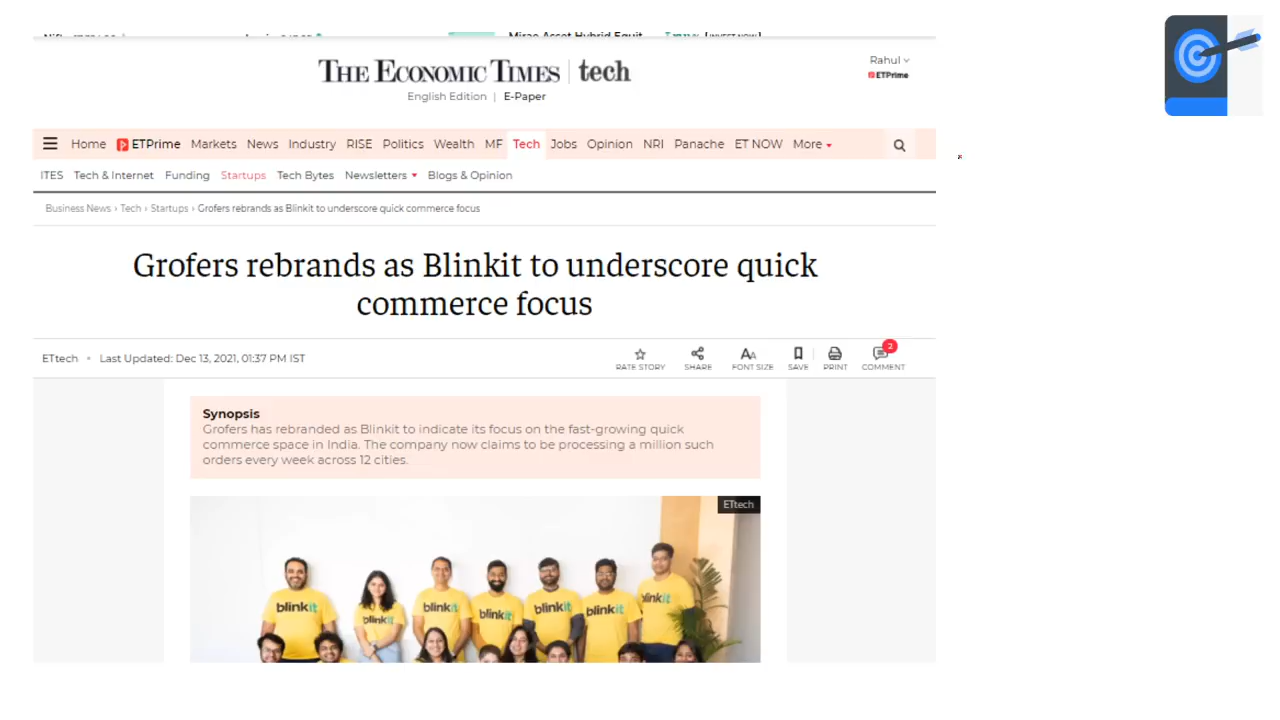 Mirae Asset Hybrid Equit
THE ECONOMIC TIMES | tech
Rahul
ETPrime
English Edition | E-Paper
Home ETPrime Markets News Industry RISE Politics Wealth MF Tech Jobs Opinion NRI Panache ET NOW More
ITES Tech & Internet Funding Startups Tech Bytes Newsletters Blogs & Opinion
Business News › Tech › Startups › Grofers rebrands as Blinkit to underscore quick commerce focus
Grofers rebrands as Blinkit to underscore quick
commerce focus
ETtech • Last Updated: Dec 13, 2021, 01:37 PM IST
2
RATE STORY SHARE FONT SIZE SAVE PRINT COMMENT
Synopsis
Grofers has rebranded as Blinkit to indicate its focus on the fast-growing quick
commerce space in India. The company now claims to be processing a million such
orders every week across 12 cities.
ETtech
blinkit blinkit blinkit blinkit blinkit blinkit blinkit